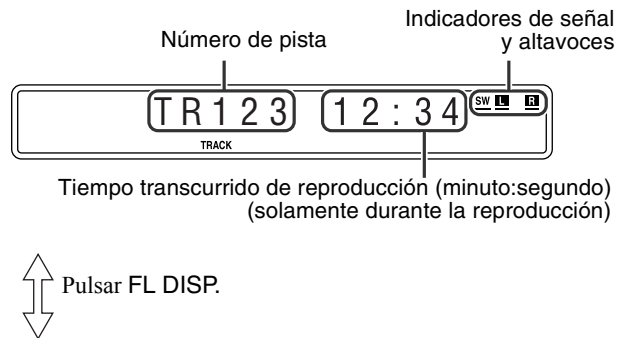 Indicadores de señal
Número de pista y altavoces
TR123 12:34 SW L R
TRACK
Tiempo transcurrido de reproducción (minuto:segundo)
(solamente durante la reproducción)
Pulsar FL DISP.